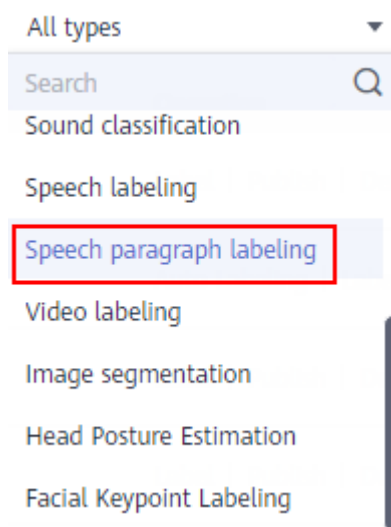 All types
Search
Sound classification
Speech labeling
Speech paragraph labeling
Video labeling
Image segmentation
Head Posture Estimation
Facial Keypoint Labeling